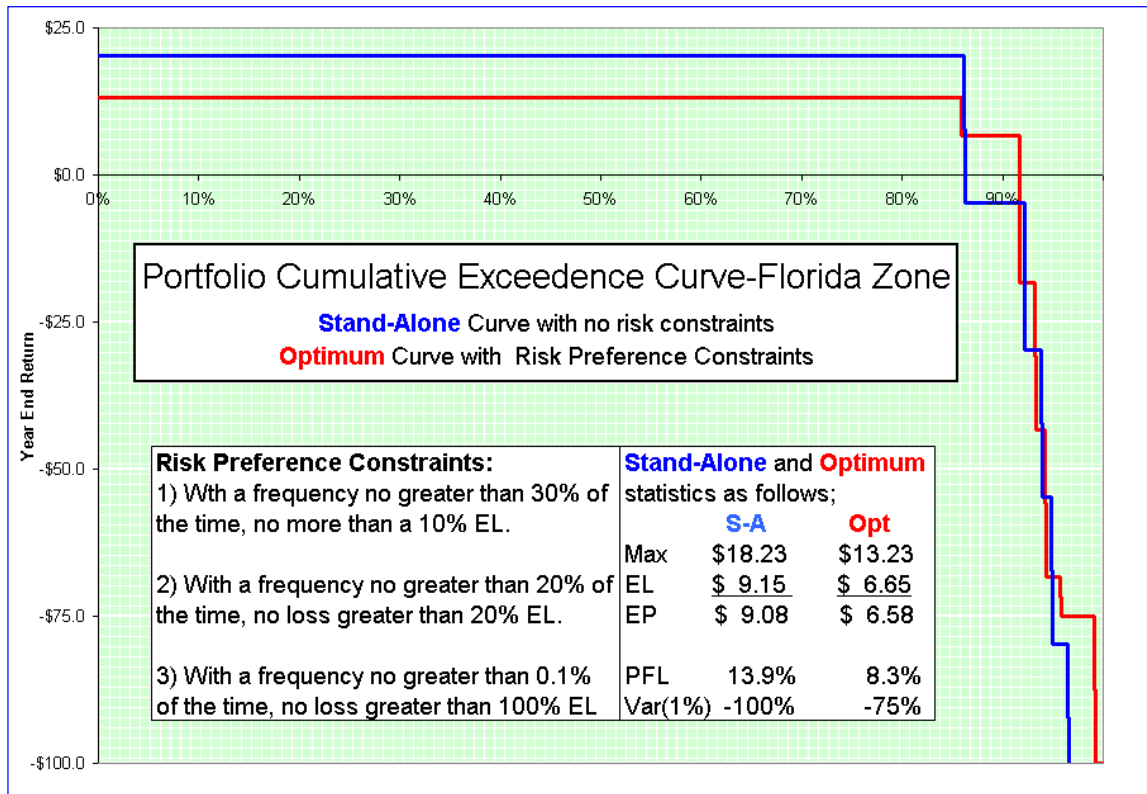 $25.0
$0.0
0% 10% 20% 30% 40% 50% 60% 70% 80% 90%
Portfolio Cumulative Exceedence Curve-Florida Zone
Stand-Alone Curve with no risk constraints
Optimum Curve with Risk Preference Constraints
-$25.0
Year End Return
-$50.0
-$75.0
-$100.0
Risk Preference Constraints:
1) Wth a frequency no greater than 30% of
the time, no more than a 10% EL.
2) With a frequency no greater than 20% of
the time, no loss greater than 20% EL.
3) With a frequency no greater than 0.1%
of the time, no loss greater than 100% EL
Stand-Alone and Optimum
statistics as follows;
S-A Opt
Max $18.23 $13.23
EL $ 9.15 $ 6.65
EP $ 9.08 $ 6.58
PFL 13.9% 8.3%
Var(1%) -100% -75%